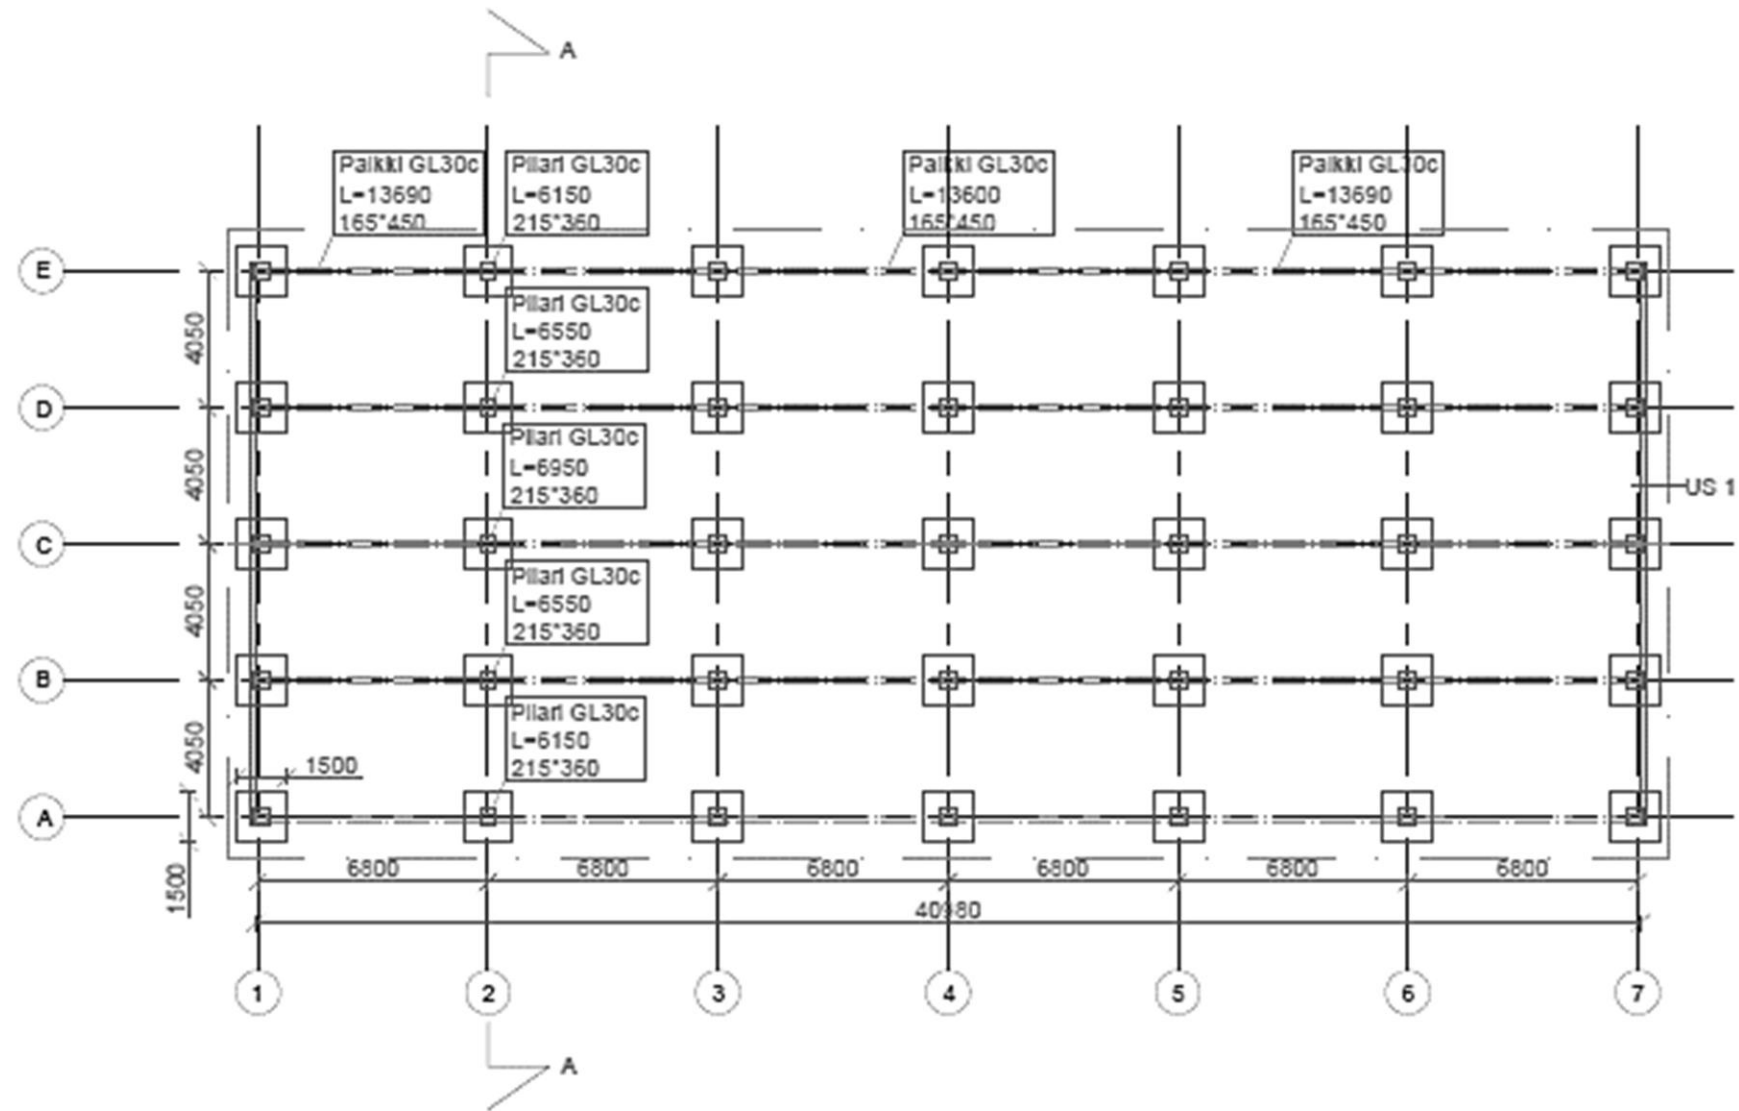 A
Palkki GL30c
L=13690
165*450
Pilari GL30c
L=6150
215*360
Palkki GL30c
L=13600
165*450
Palkki GL30c
L=13690
165*450
E
Pilari GL30c
L=6550
215*360
4050
D
Pilari GL30c
L=6950
215*360
4050
US 1
C
Pilari GL30c
L=6550
215*360
4050
B
Pilari GL30c
L=6150
215*360
4050
1500
A
1500
6800
6800
6800
6800
6800
6800
40980
1
2
3
4
5
6
7
A